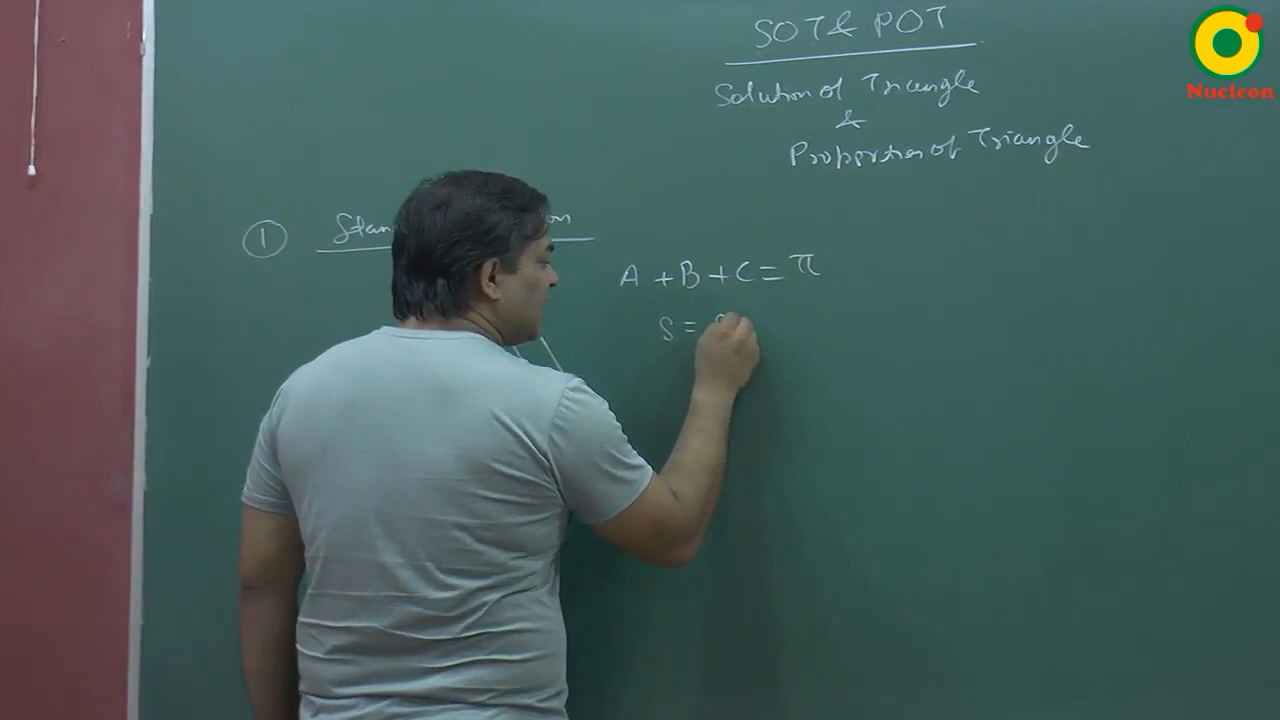 SOT & POT
Solution of Triangle
&
Properties of Triangle
Nucleon
1
A + B + C = π
S =